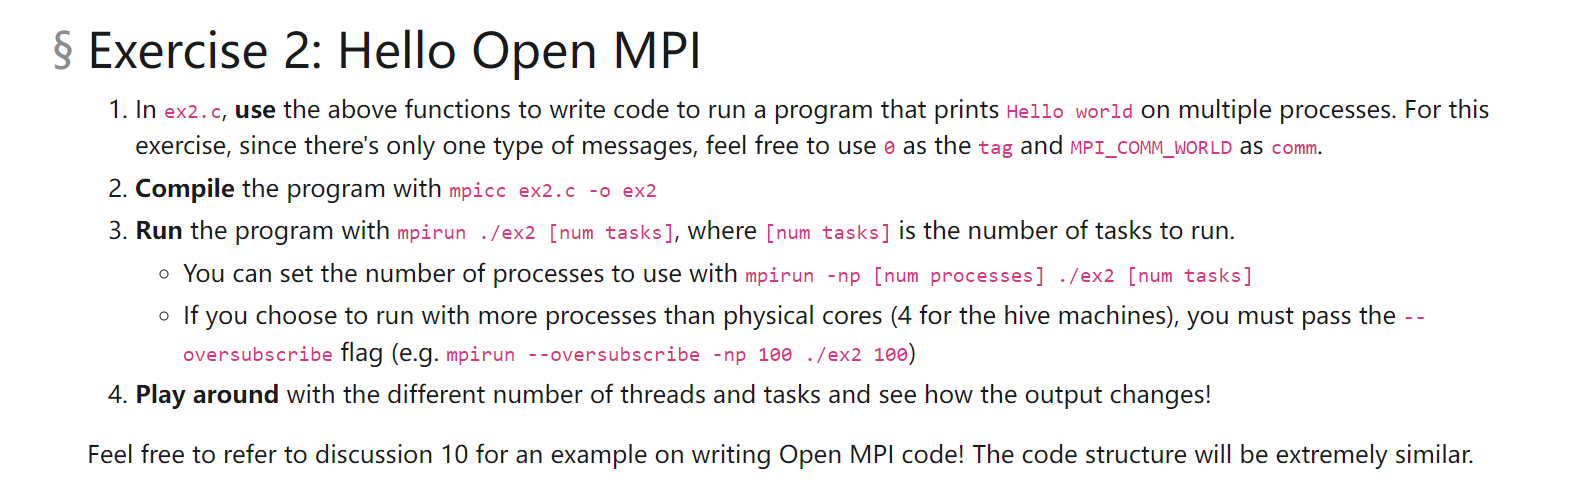 § Exercise 2: Hello Open MPI
1. In ex2.c, use the above functions to write code to run a program that prints Hello world on multiple processes. For this
exercise, since there's only one type of messages, feel free to use 0 as the tag and MPI_COMM_WORLD as comm.
2. Compile the program with mpicc ex2.c -o ex2
3. Run the program with mpirun ./ex2 [num tasks], where [num tasks] is the number of tasks to run.
○ You can set the number of processes to use with mpirun -np [num processes] ./ex2 [num tasks]
○ If you choose to run with more processes than physical cores (4 for the hive machines), you must pass the --
oversubscribe flag (e.g. mpirun --oversubscribe -np 100 ./ex2 100)
4. Play around with the different number of threads and tasks and see how the output changes!
Feel free to refer to discussion 10 for an example on writing Open MPI code! The code structure will be extremely similar.